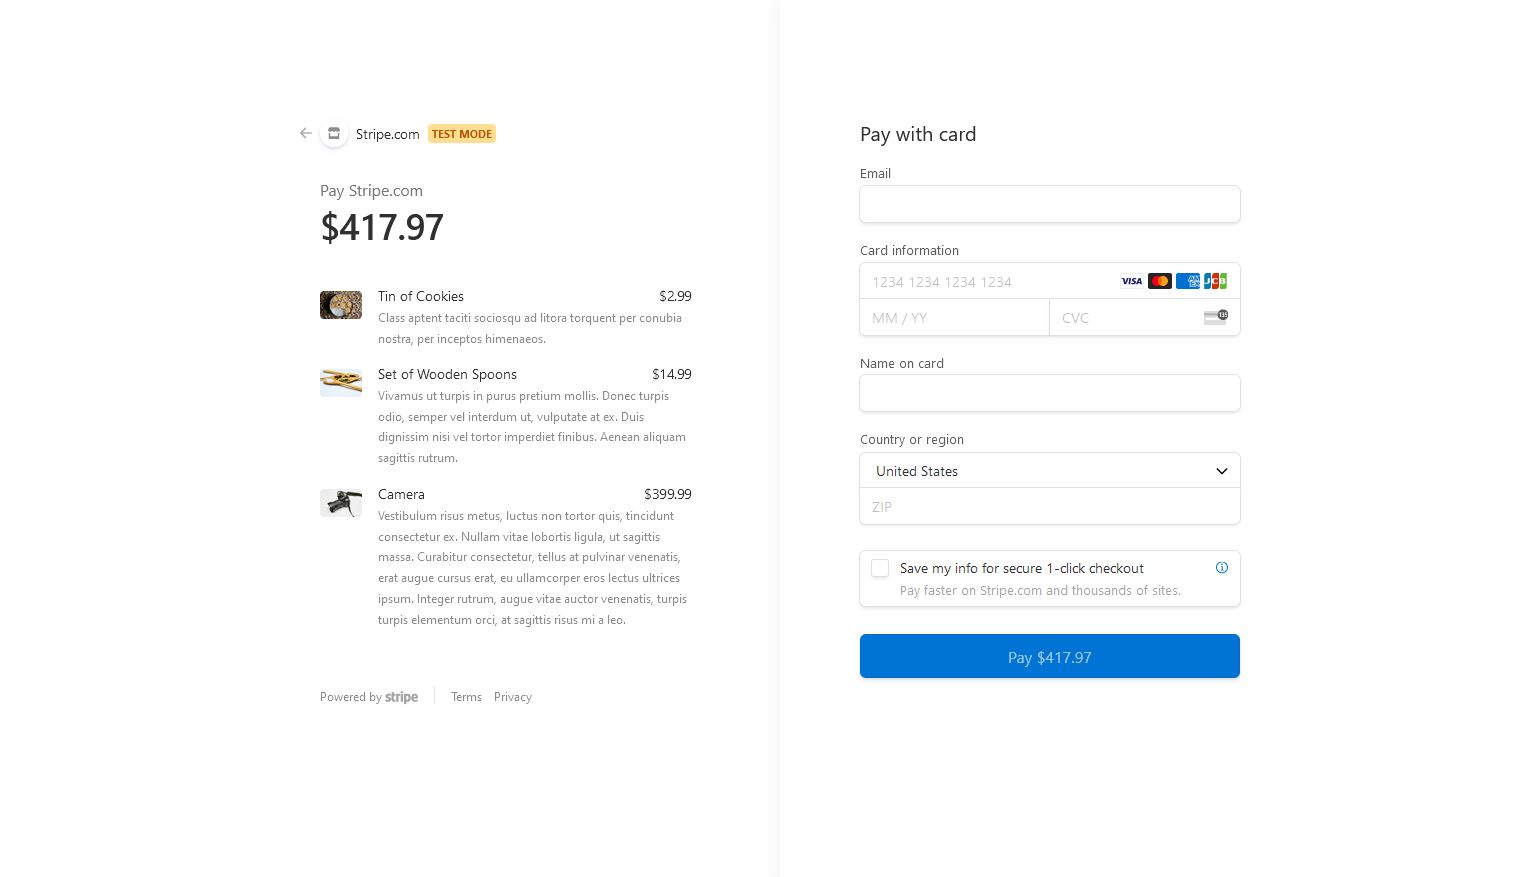 Stripe.com TEST MODE
Pay Stripe.com
$417.97
Tin of Cookies $2.99
Class aptent taciti sociosqu ad litora torquent per conubia
nostra, per inceptos himenaeos.
Set of Wooden Spoons $14.99
Vivamus ut turpis in purus pretium mollis. Donec turpis
odio, semper vel interdum ut, vulputate at ex. Duis
dignissim nisi vel tortor imperdiet finibus. Aenean aliquam
sagittis rutrum.
Camera $399.99
Vestibulum risus metus, luctus non tortor quis, tincidunt
consectetur ex. Nullam vitae lobortis ligula, ut sagittis
massa. Curabitur consectetur, tellus at pulvinar venenatis,
erat augue cursus erat, eu ullamcorper eros lectus ultrices
ipsum. Integer rutrum, augue vitae auctor venenatis, turpis
turpis elementum orci, at sagittis risus mi a leo.
Powered by stripe Terms Privacy
Pay with card
Email
Card information
1234 1234 1234 1234 VISA AMEX JCB
MM / YY CVC 135
Name on card
Country or region
United States
ZIP
Save my info for secure 1-click checkout
Pay faster on Stripe.com and thousands of sites.
Pay $417.97